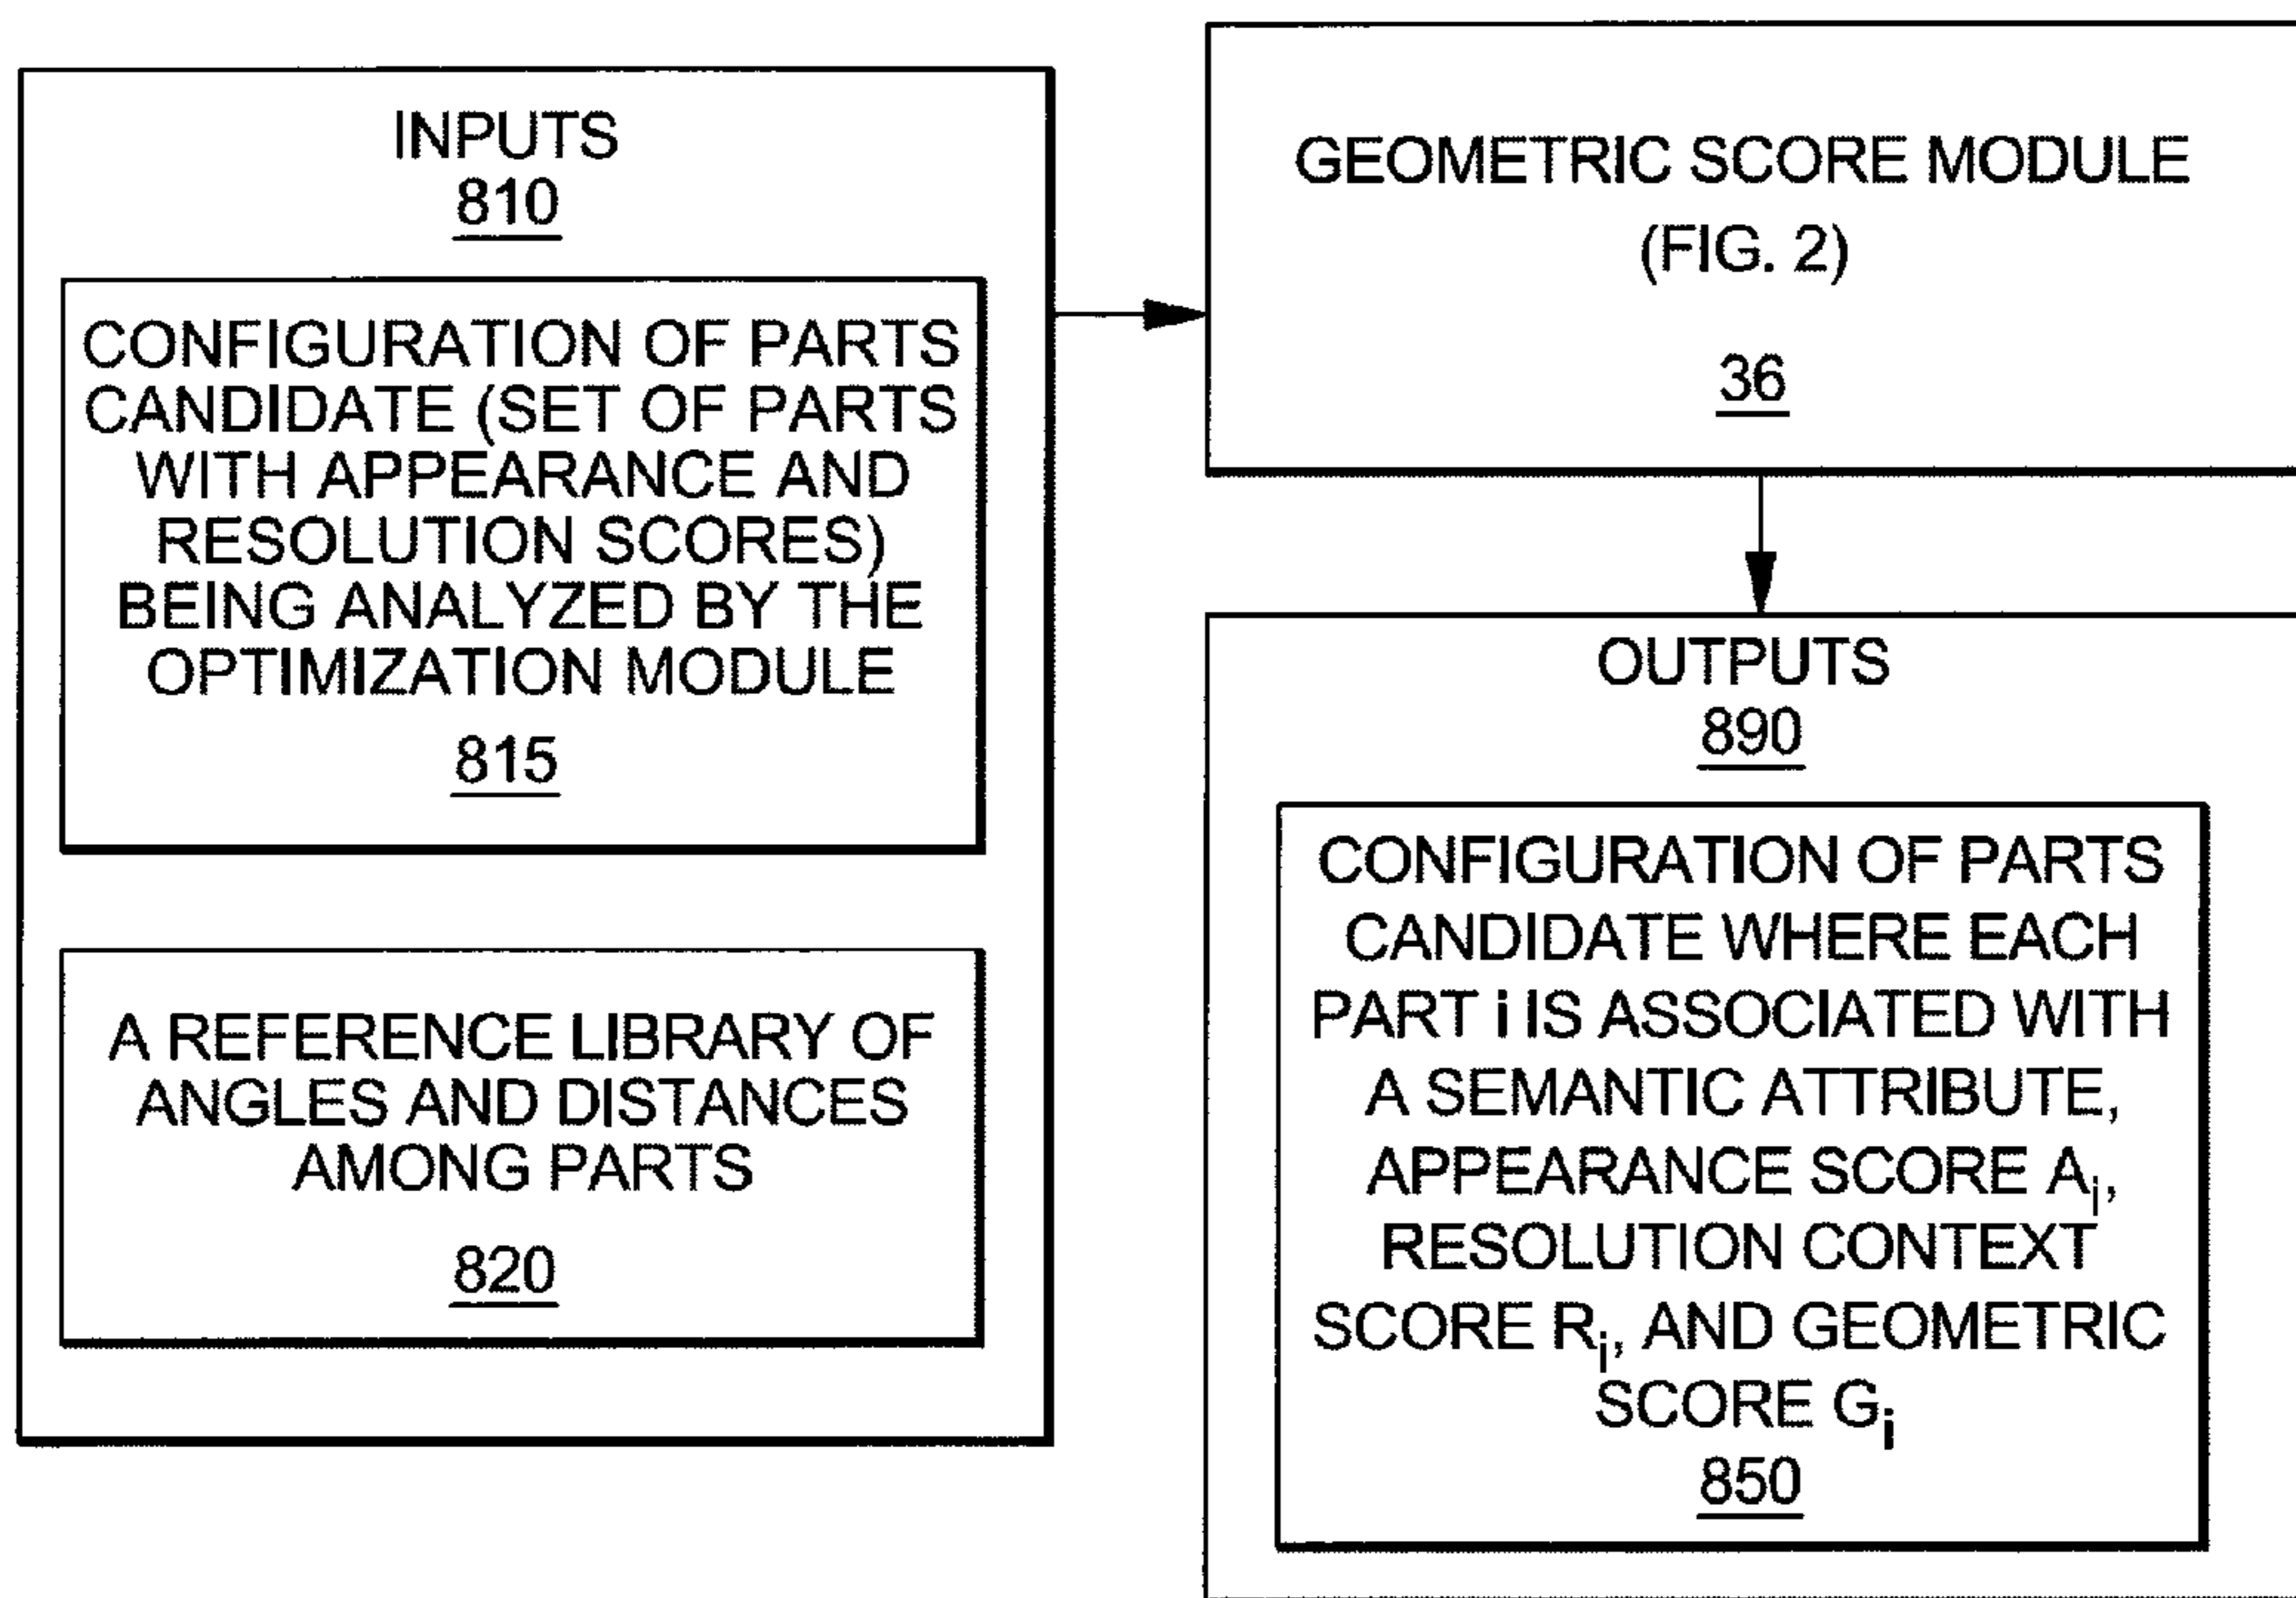 INPUTS
810
CONFIGURATION OF PARTS
CANDIDATE (SET OF PARTS
WITH APPEARANCE AND
RESOLUTION SCORES)
BEING ANALYZED BY THE
OPTIMIZATION MODULE
815
A REFERENCE LIBRARY OF
ANGLES AND DISTANCES
AMONG PARTS
820
GEOMETRIC SCORE MODULE
(FIG. 2)
36
OUTPUTS
890
CONFIGURATION OF PARTS
CANDIDATE WHERE EACH
PART i IS ASSOCIATED WITH
A SEMANTIC ATTRIBUTE,
APPEARANCE SCORE Ai,
RESOLUTION CONTEXT
SCORE Ri, AND GEOMETRIC
SCORE Gi
850